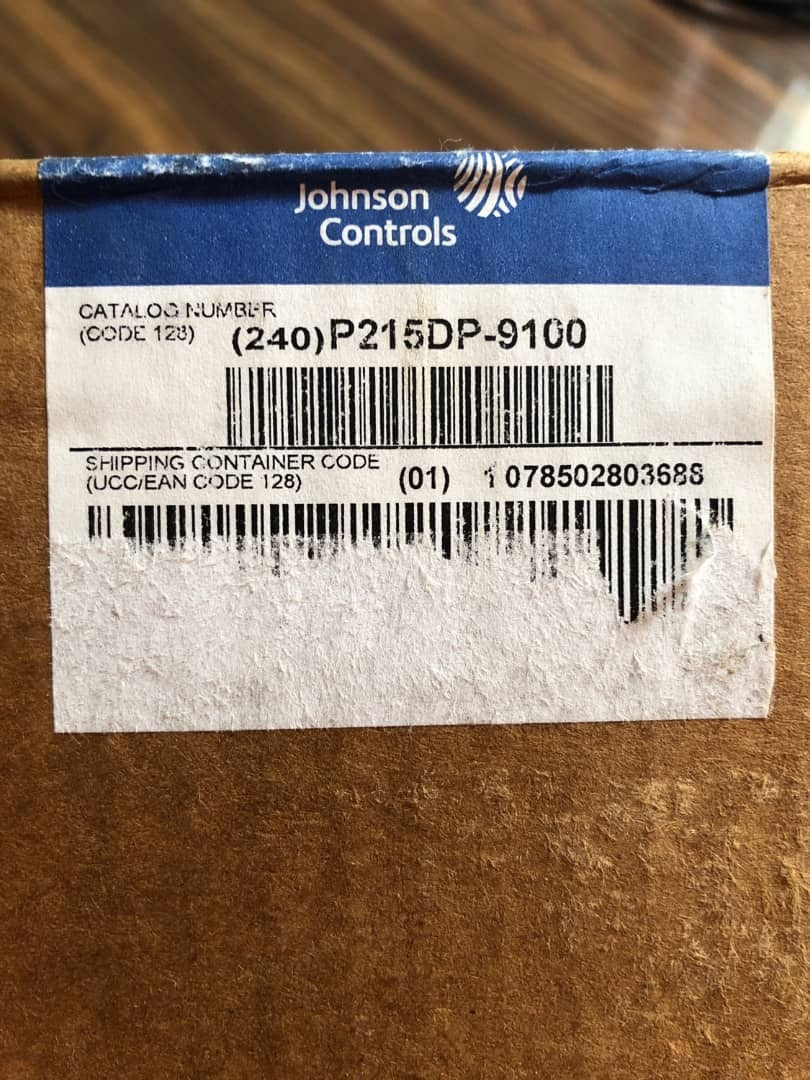 Johnson
Controls
CATALOG NUMBER
(CODE 128)
(240)P215DP-9100
SHIPPING CONTAINER CODE
(UCC/EAN CODE 128)
(01) 1 078502803688